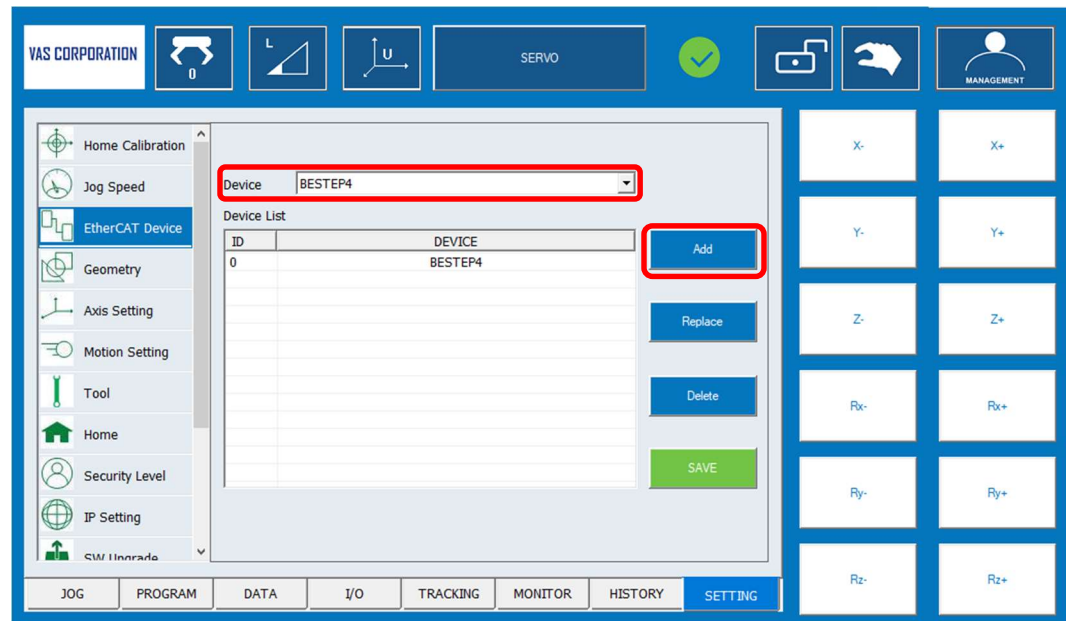 VAS CORPORATION
0
L
U
SERVO
MANAGEMENT
Home Calibration
Jog Speed
EtherCAT Device
Geometry
Axis Setting
Motion Setting
Tool
Home
Security Level
IP Setting
SW Upgrade
Device BESTEP4
Device List
ID DEVICE
0 BESTEP4
Add
Replace
Delete
SAVE
X- X+
Y- Y+
Z- Z+
Rx- Rx+
Ry- Ry+
Rz- Rz+
JOG PROGRAM DATA I/O TRACKING MONITOR HISTORY SETTING